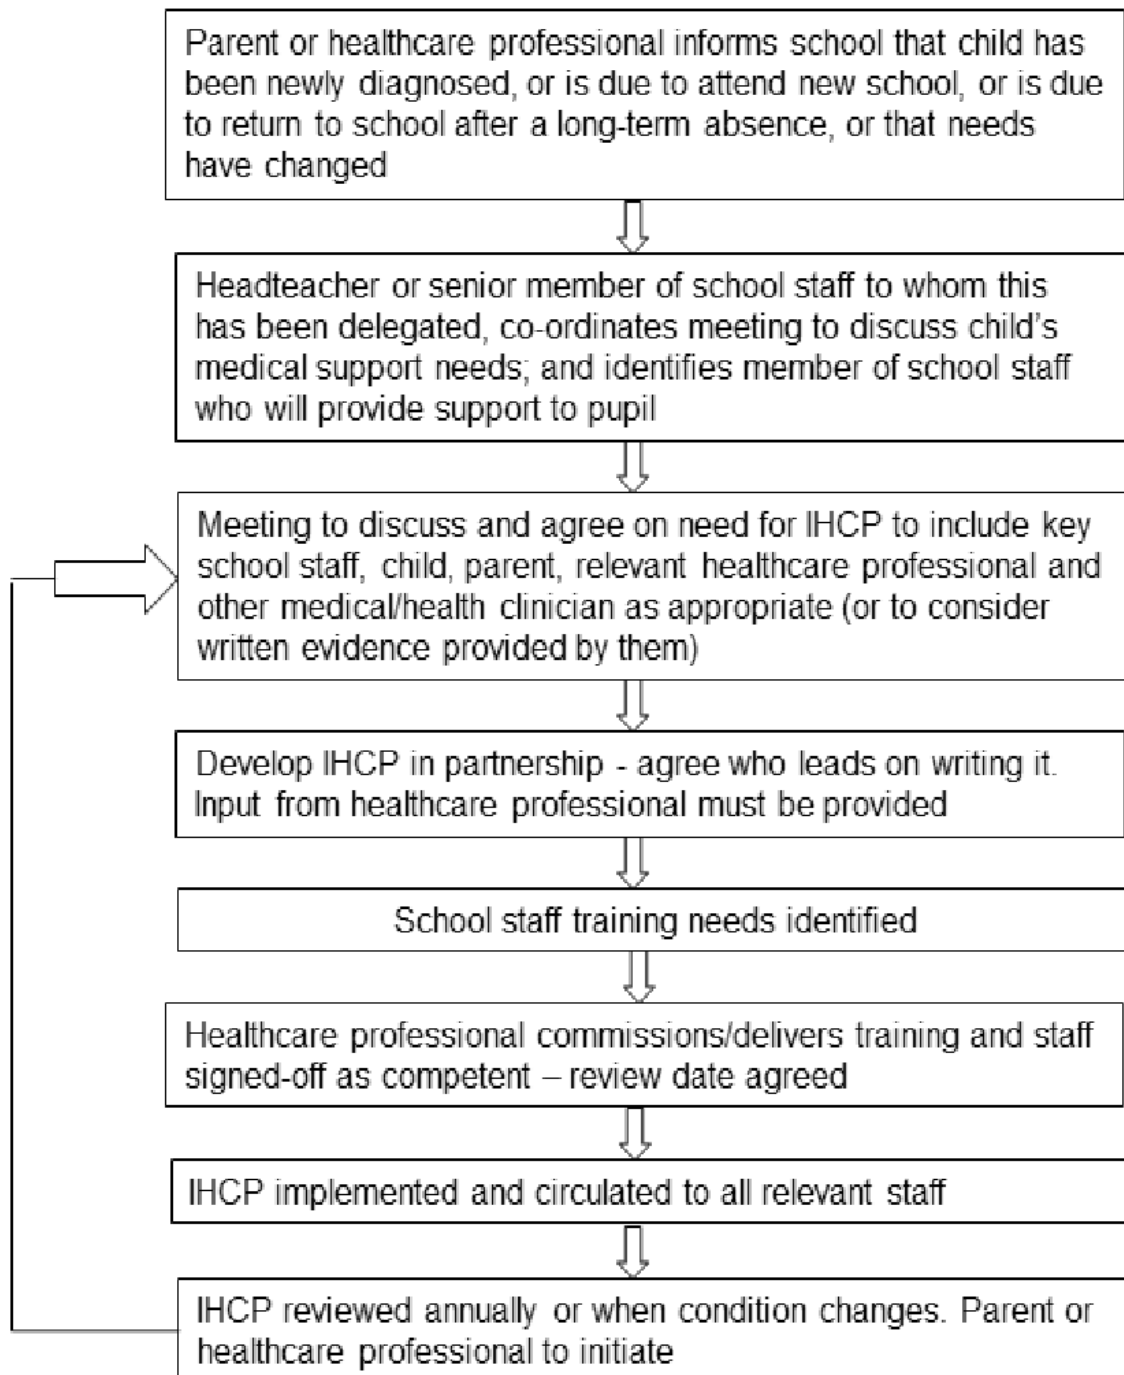 Parent or healthcare professional informs school that child has
been newly diagnosed, or is due to attend new school, or is due
to return to school after a long-term absence, or that needs
have changed
Headteacher or senior member of school staff to whom this
has been delegated, co-ordinates meeting to discuss child's
medical support needs; and identifies member of school staff
who will provide support to pupil
Meeting to discuss and agree on need for IHCP to include key
school staff, child, parent, relevant healthcare professional and
other medical/health clinician as appropriate (or to consider
written evidence provided by them)
Develop IHCP in partnership - agree who leads on writing it.
Input from healthcare professional must be provided
School staff training needs identified
Healthcare professional commissions/delivers training and staff
signed-off as competent – review date agreed
IHCP implemented and circulated to all relevant staff
IHCP reviewed annually or when condition changes. Parent or
healthcare professional to initiate